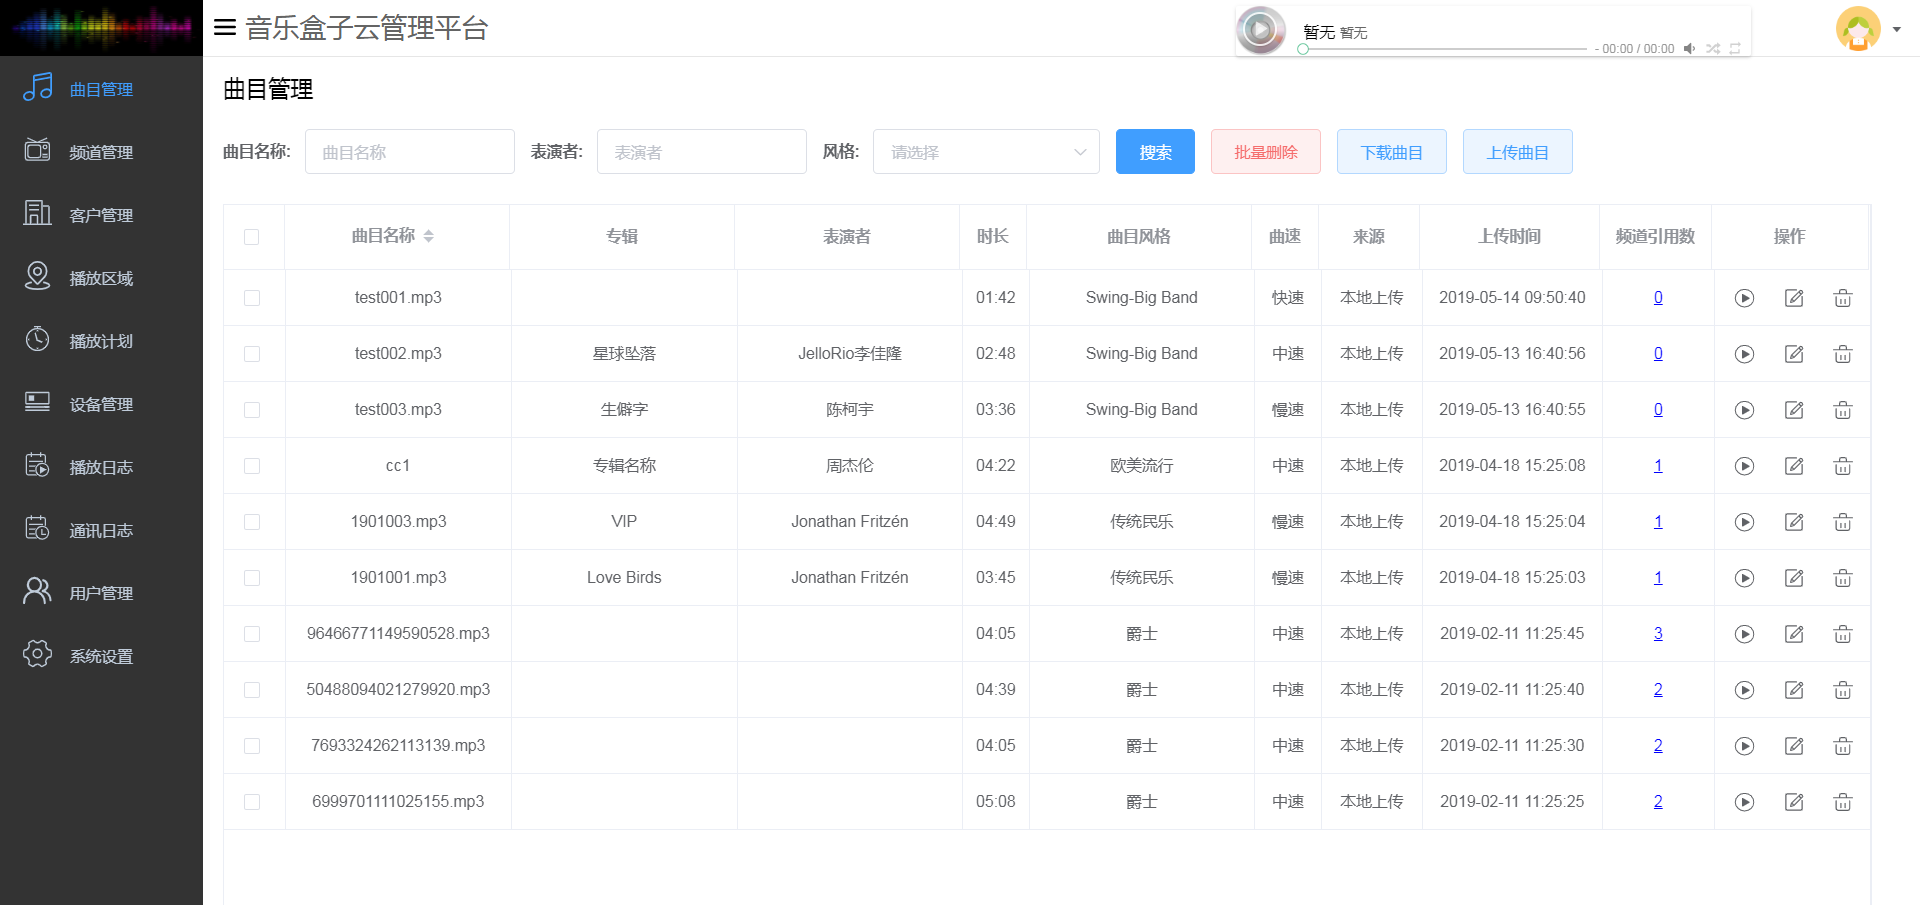 音乐盒子云管理平台
暂无 暂无
- 00:00 / 00:00
曲目管理
频道管理
客户管理
播放区域
播放计划
设备管理
播放日志
通讯日志
用户管理
系统设置
曲目管理
曲目名称: 曲目名称 表演者: 表演者 风格: 请选择 搜索 批量删除 下载曲目 上传曲目
曲目名称 专辑 表演者 时长 曲目风格 曲速 来源 上传时间 频道引用数 操作
test001.mp3 01:42 Swing-Big Band 快速 本地上传 2019-05-14 09:50:40 0
test002.mp3 星球坠落 JelloRio李佳隆 02:48 Swing-Big Band 中速 本地上传 2019-05-13 16:40:56 0
test003.mp3 生僻字 陈柯宇 03:36 Swing-Big Band 慢速 本地上传 2019-05-13 16:40:55 0
cc1 专辑名称 周杰伦 04:22 欧美流行 中速 本地上传 2019-04-18 15:25:08 1
1901003.mp3 VIP Jonathan Fritzén 04:49 传统民乐 慢速 本地上传 2019-04-18 15:25:04 1
1901001.mp3 Love Birds Jonathan Fritzén 03:45 传统民乐 慢速 本地上传 2019-04-18 15:25:03 1
96466771149590528.mp3 04:05 爵士 中速 本地上传 2019-02-11 11:25:45 3
50488094021279920.mp3 04:39 爵士 中速 本地上传 2019-02-11 11:25:40 2
7693324262113139.mp3 04:05 爵士 中速 本地上传 2019-02-11 11:25:30 2
6999701111025155.mp3 05:08 爵士 中速 本地上传 2019-02-11 11:25:25 2